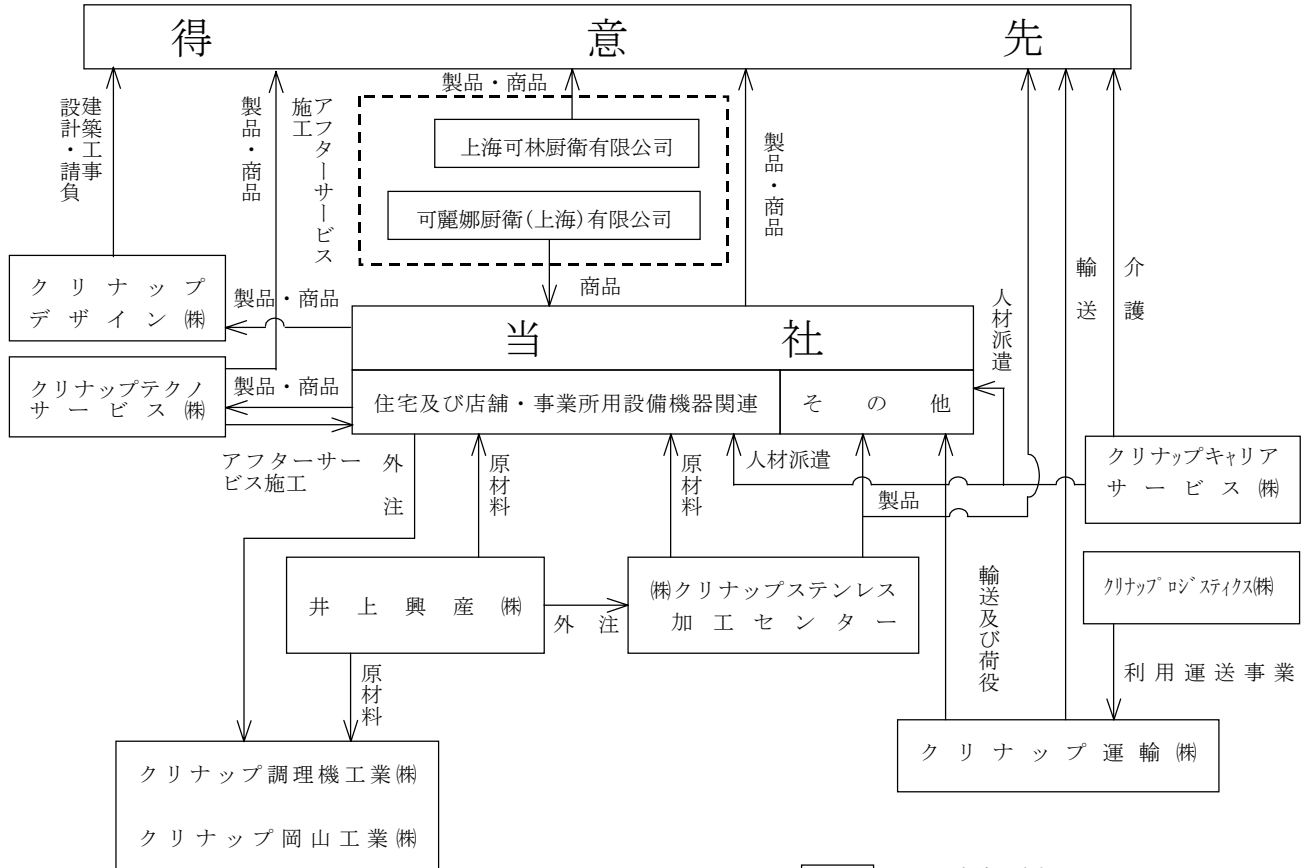 得意先
製品・商品
建築工事
設計・請負
製品・商品
アフターサービス
施工
上海可林厨衛有限公司
製品・商品
可麗娜厨衛(上海)有限公司
輸送
介護
クリナップ
デザイン㈱
製品・商品
商品
人材派遣
当社
クリナップテクノ
サービス㈱
製品・商品
住宅及び店舗・事業所用設備機器関連
その他
アフターサー
ビス施工
外注
原材料
原材料
人材派遣
製品
クリナップキャリア
サービス㈱
井上興産㈱
外注
㈱クリナップステンレス
加工センター
輸送及び荷役
クリナップロジスティクス㈱
原材料
利用運送事業
クリナップ運輸㈱
クリナップ調理機工業㈱
クリナップ岡山工業㈱